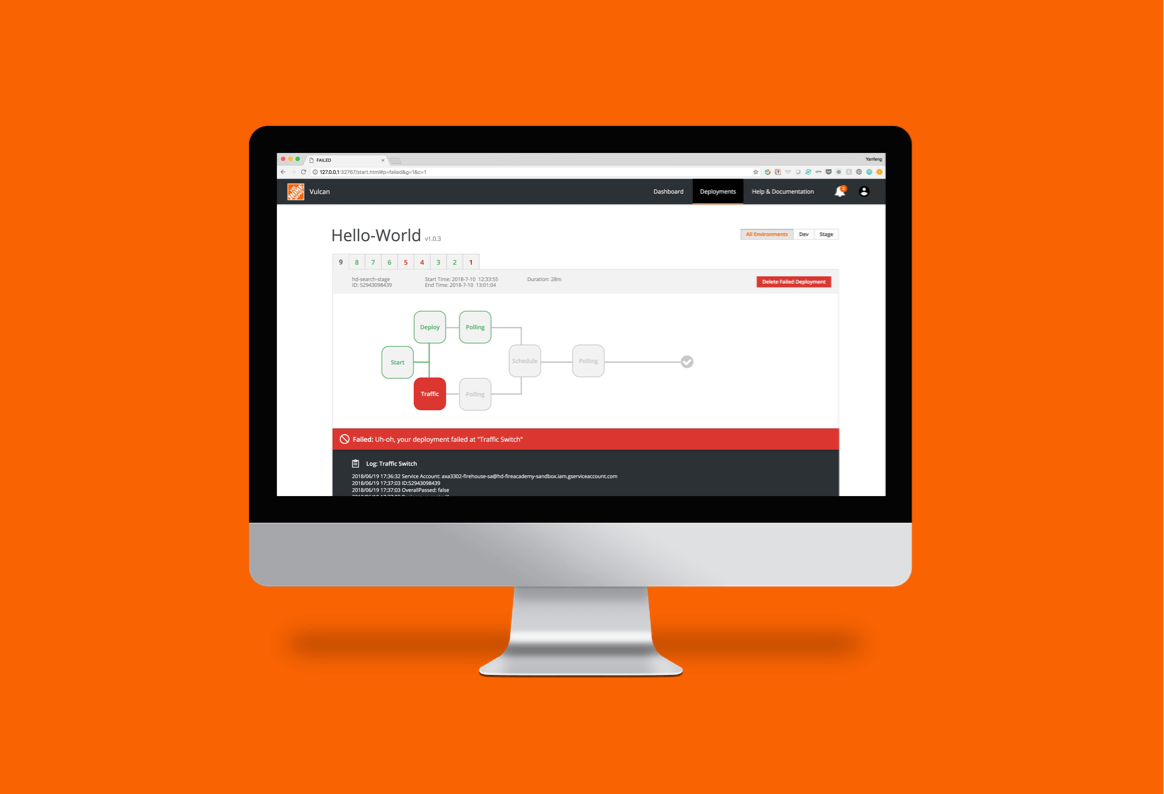 FAILED
Yanfeng
127.0.0.1:32767/start.html#p=failed&g=1&c=1
Vulcan
Dashboard
Deployments
Help & Documentation
2
Hello-World v1.0.3
All Environments
Dev
Stage
9 8 7 6 5 4 3 2 1
hd-search-stage
Start Time: 2018-7-10 12:33:55
Duration: 28m
ID: 52943098439
End Time: 2018-7-10 13:01:04
Delete Failed Deployment
Deploy
Polling
Start
Schedule
Polling
Traffic
Polling
Failed: Uh-oh, your deployment failed at "Traffic Switch"
Log: Traffic Switch
2018/06/19 17:36:32 Service Account: axa3302-firehouse-sa@hd-fireacademy-sandbox.iam.gserviceaccount.com
2018/06/19 17:37:03 ID:52943098439
2018/06/19 17:37:03 OverallPassed: false